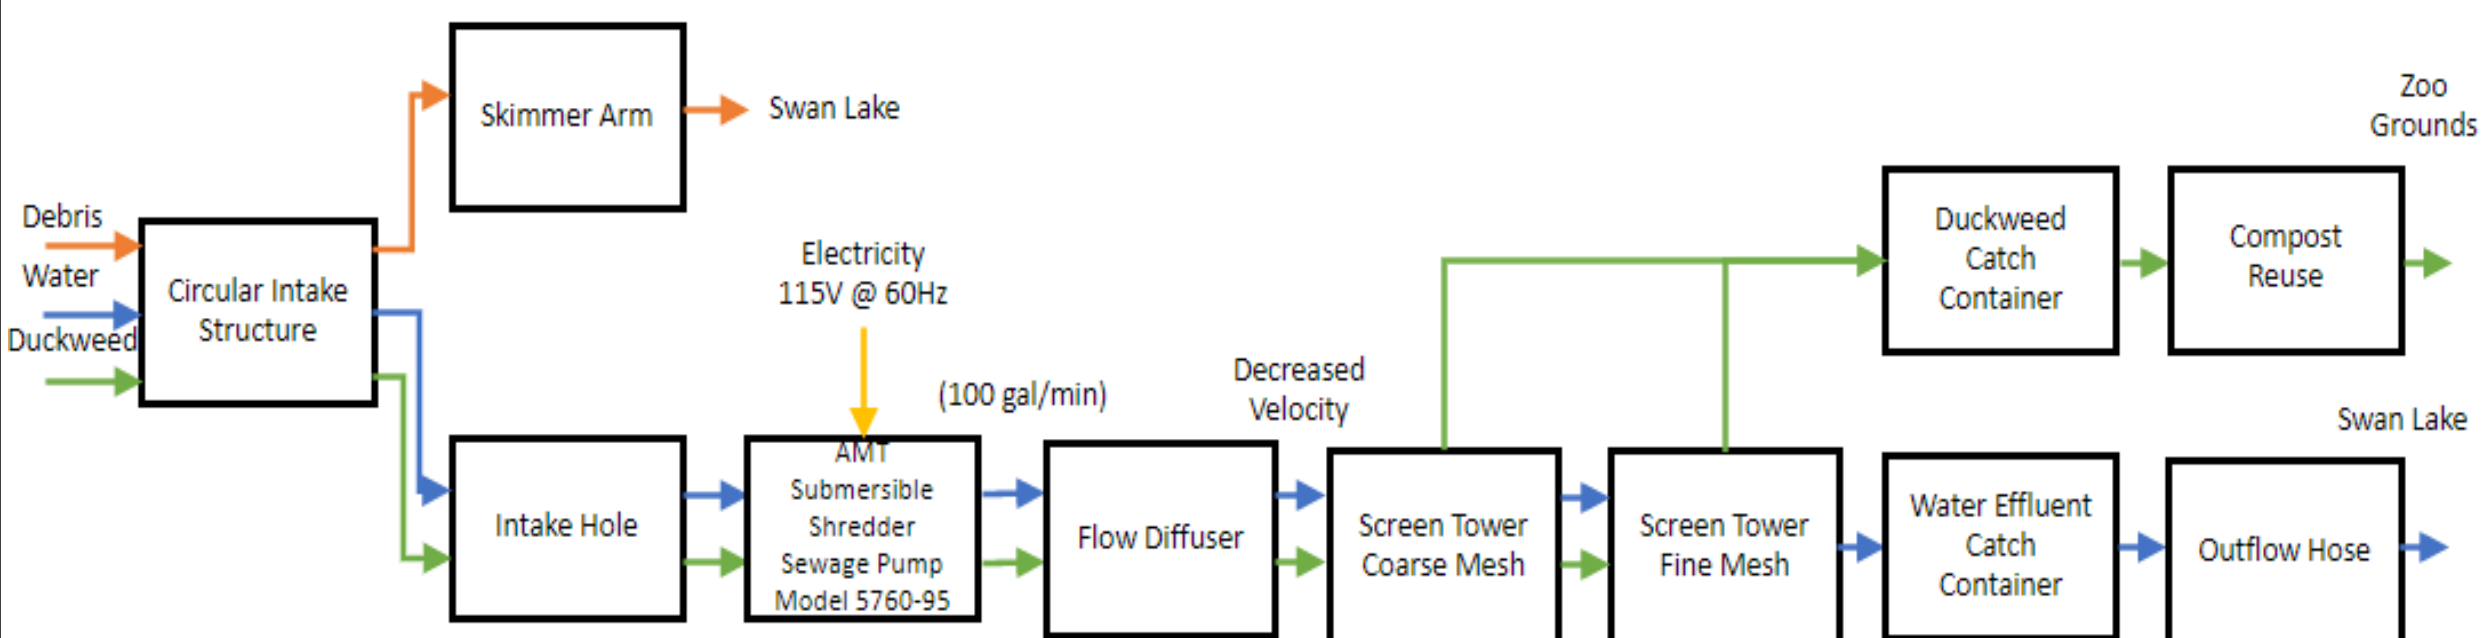 Skimmer Arm
Swan Lake
Zoo
Grounds
Debris
Water
Duckweed
Circular Intake
Structure
Electricity
115V @ 60Hz
Duckweed
Catch
Container
Compost
Reuse
(100 gal/min)
Decreased
Velocity
Swan Lake
Intake Hole
AMT
Submersible
Shredder
Sewage Pump
Model 5760-95
Flow Diffuser
Screen Tower
Coarse Mesh
Screen Tower
Fine Mesh
Water Effluent
Catch
Container
Outflow Hose